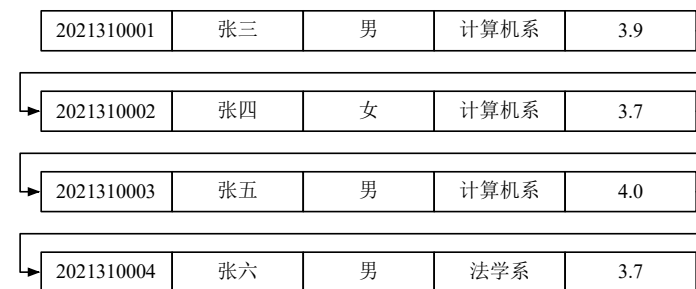 2021310001 张三 男 计算机系 3.9
2021310002 张四 女 计算机系 3.7
2021310003 张五 男 计算机系 4.0
2021310004 张六 男 法学系 3.7